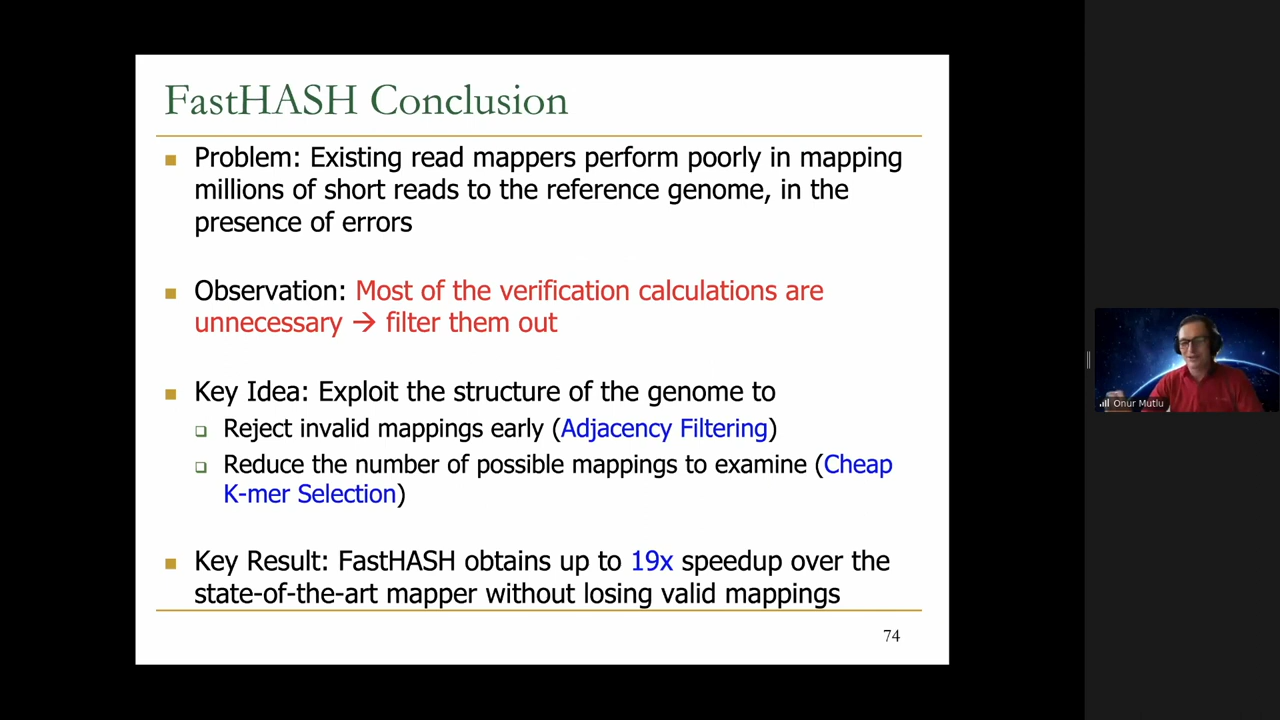 FastHASH Conclusion
Problem: Existing read mappers perform poorly in mapping
millions of short reads to the reference genome, in the
presence of errors
Observation: Most of the verification calculations are
unnecessary → filter them out
Key Idea: Exploit the structure of the genome to
Reject invalid mappings early (Adjacency Filtering)
Reduce the number of possible mappings to examine (Cheap
K-mer Selection)
Key Result: FastHASH obtains up to 19x speedup over the
state-of-the-art mapper without losing valid mappings
74
Onur Mutlu